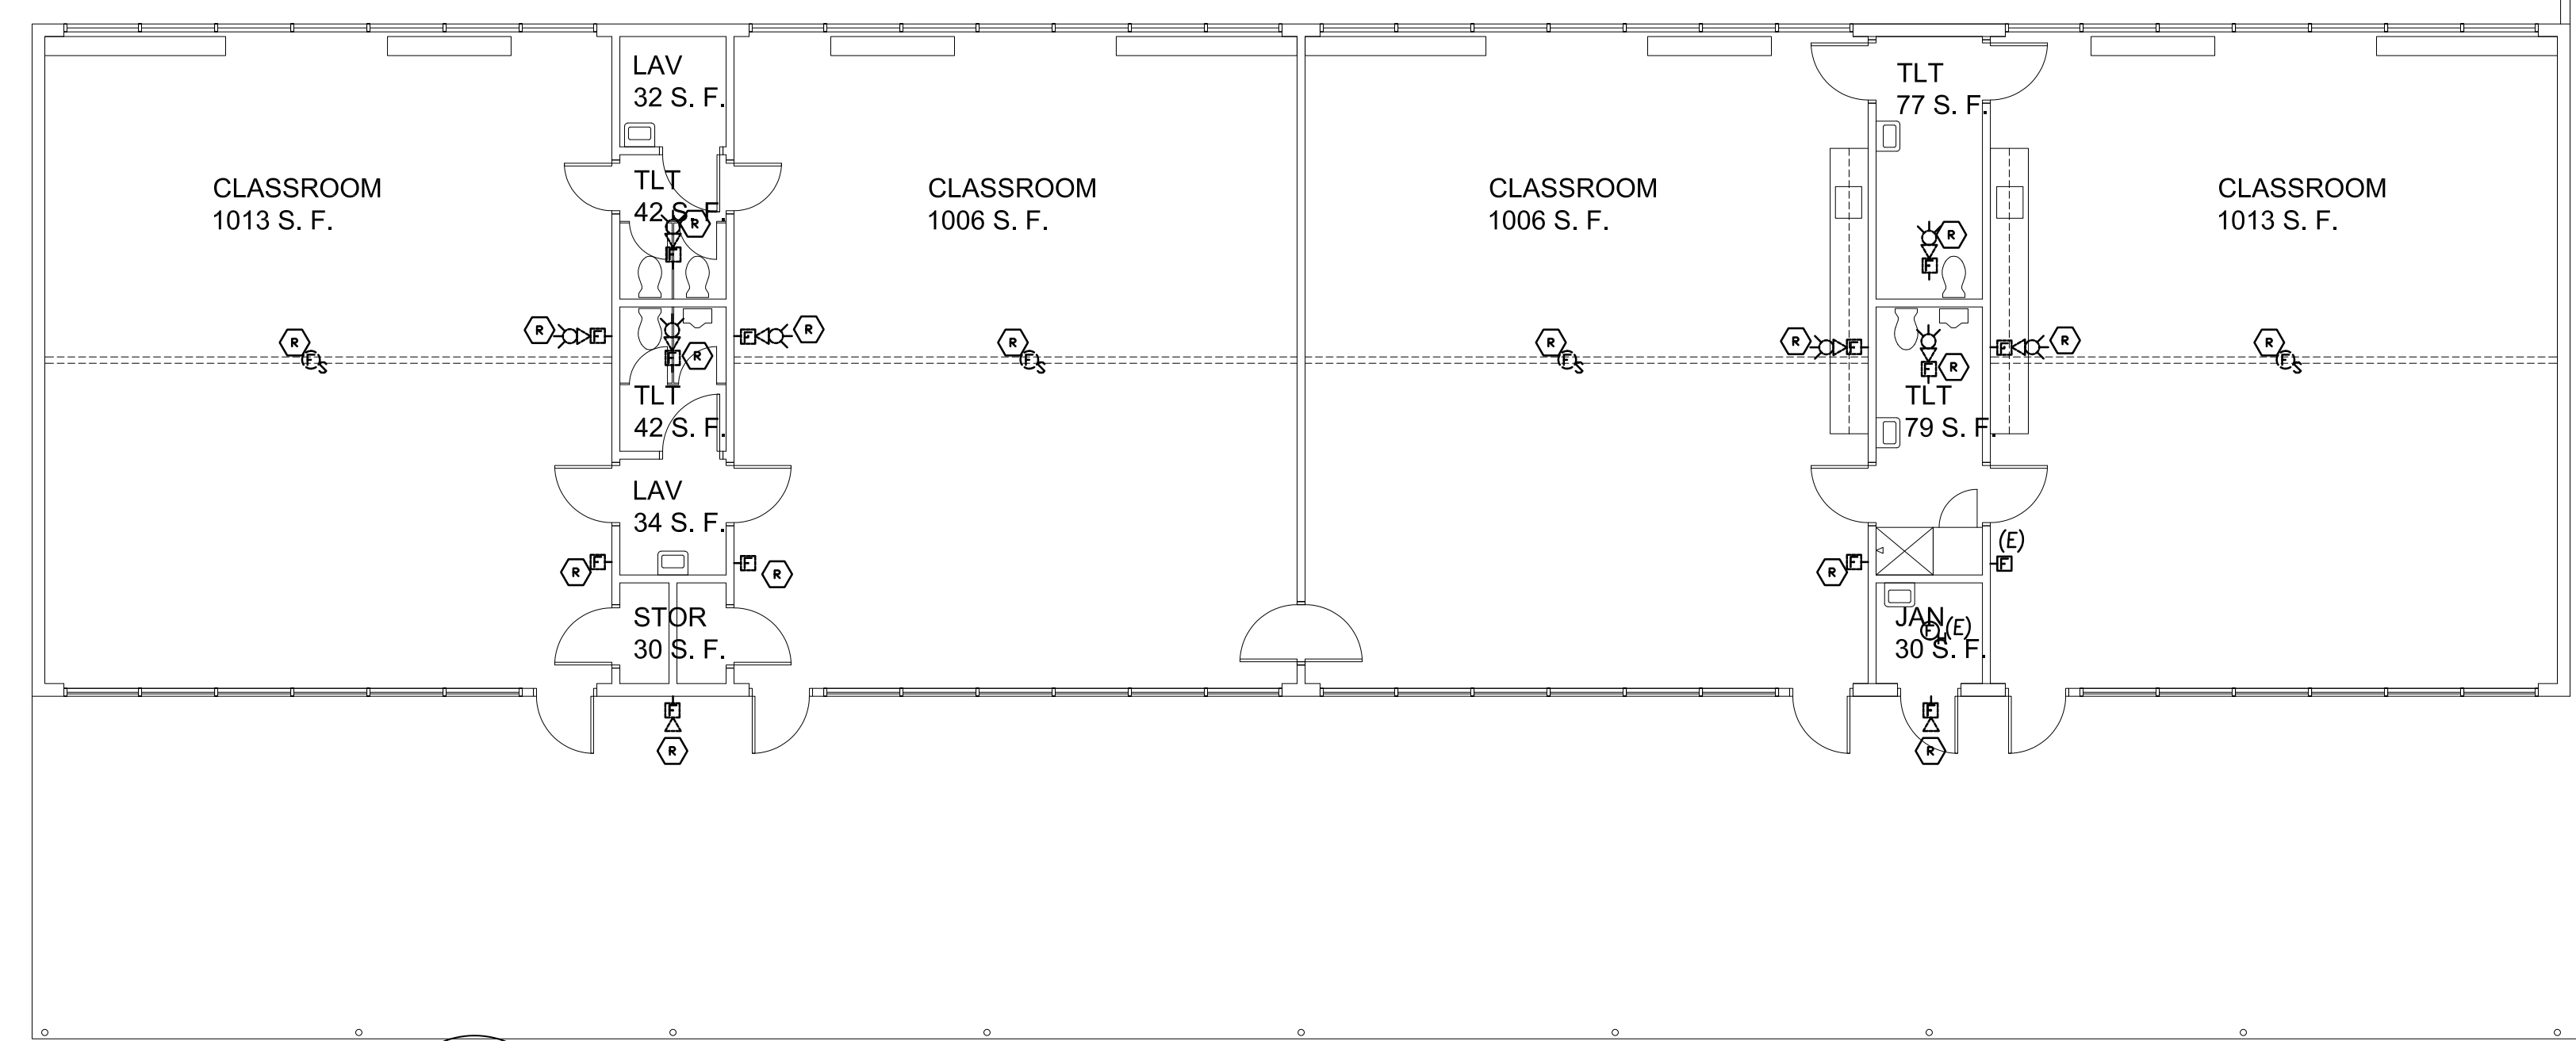 LAV
32 S. F.
TLT
77 S. F.
TLT
42 S. F.
CLASSROOM
1013 S. F.
CLASSROOM
1006 S. F.
CLASSROOM
1006 S. F.
CLASSROOM
1013 S. F.
R
F
R
F
R
F
R
F
R
F
R
F
R
F
R
F
R
F S
R
F S
R
F S
R
F S
TLT
42 S. F.
TLT
79 S. F.
LAV
34 S. F.
R
F
F
R
R
F
(E)
F
STOR
30 S. F.
JAN
F H (E)
30 S. F.
F
R
F
R